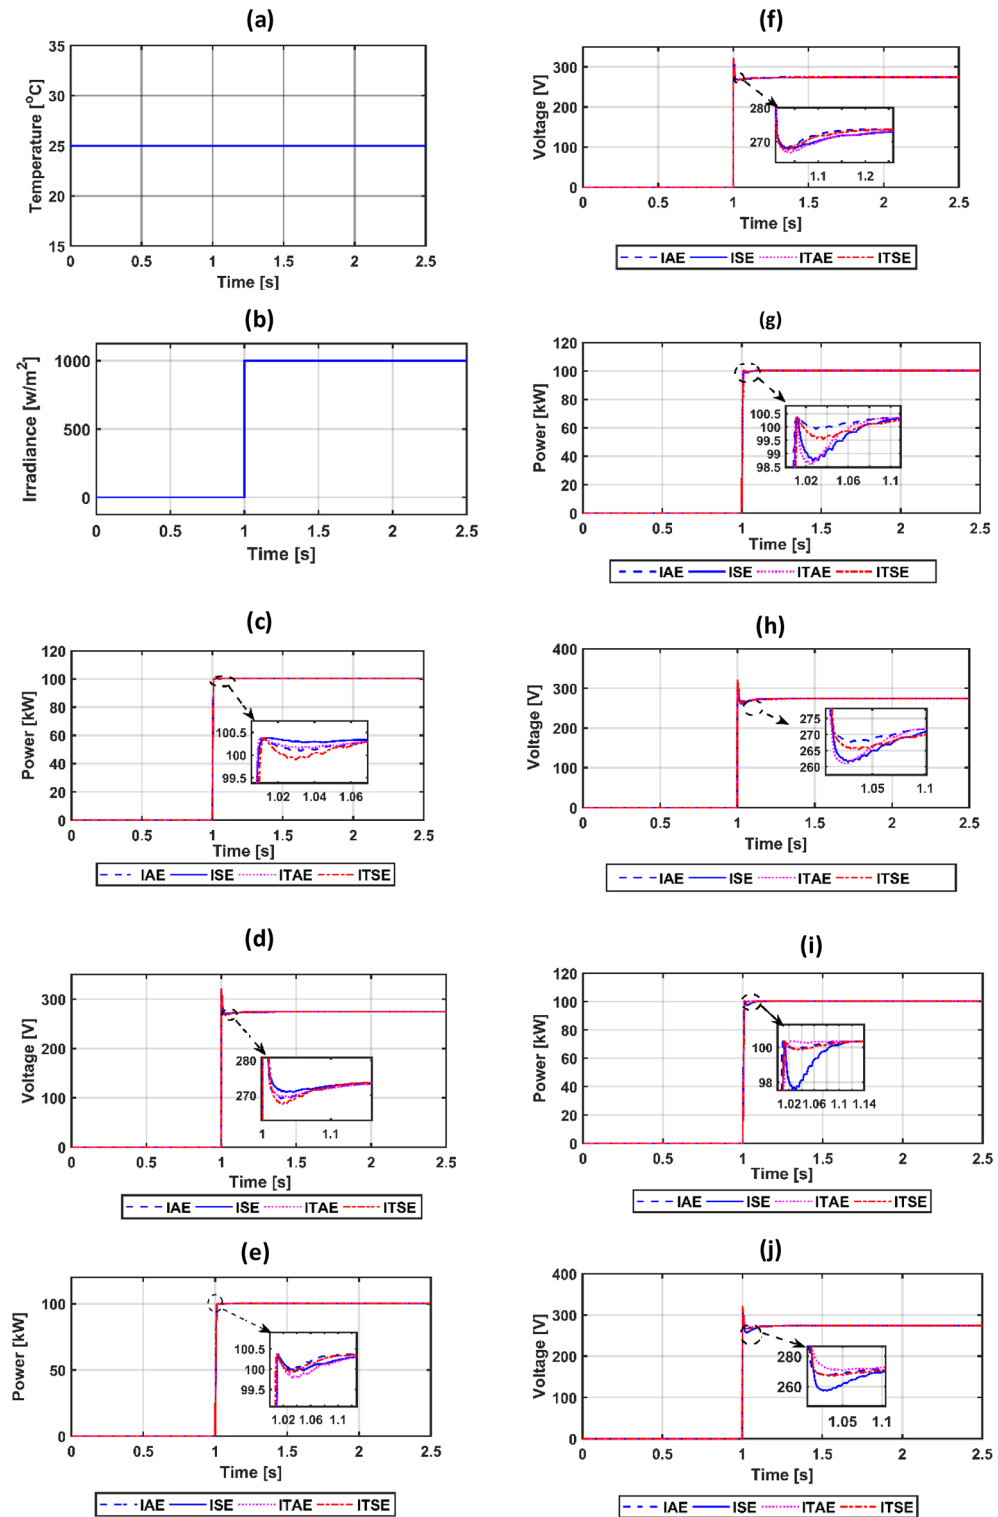 (a)
35
30
25
20
15
Temperature [°C]
0 0.5 1 1.5 2 2.5
Time [s]
(b)
1000
500
0
Irradiance [w/m²]
0 0.5 1 1.5 2 2.5
Time [s]
(c)
120
100
80
60
40
20
0
Power [kW]
100.5
100
99.5
1.02 1.04 1.06
0 0.5 1 1.5 2 2.5
Time [s]
IAE ISE ITAE ITSE
(d)
300
200
100
0
Voltage [V]
280
270
1 1.1
0 0.5 1 1.5 2 2.5
Time [s]
IAE ISE ITAE ITSE
(e)
100
50
0
Power [kW]
100.5
100
99.5
1.02 1.06 1.1
0 0.5 1 1.5 2 2.5
Time [s]
IAE ISE ITAE ITSE
(f)
300
200
100
0
Voltage [V]
280
270
1.1 1.2
0 0.5 1 1.5 2 2.5
Time [s]
IAE ISE ITAE ITSE
(g)
120
100
80
60
40
20
0
Power [kW]
100.5
100
99.5
99
98.5
1.02 1.06 1.1
0 0.5 1 1.5 2 2.5
Time [s]
IAE ISE ITAE ITSE
(h)
400
300
200
100
0
Voltage [V]
275
270
265
260
1.05 1.1
0 0.5 1 1.5 2 2.5
Time [s]
IAE ISE ITAE ITSE
(i)
120
100
80
60
40
20
0
Power [kW]
100
98
1.02 1.06 1.1 1.14
0 0.5 1 1.5 2 2.5
Time [s]
IAE ISE ITAE ITSE
(j)
400
300
200
100
0
Voltage [V]
280
260
1.05 1.1
0 0.5 1 1.5 2 2.5
Time [s]
IAE ISE ITAE ITSE